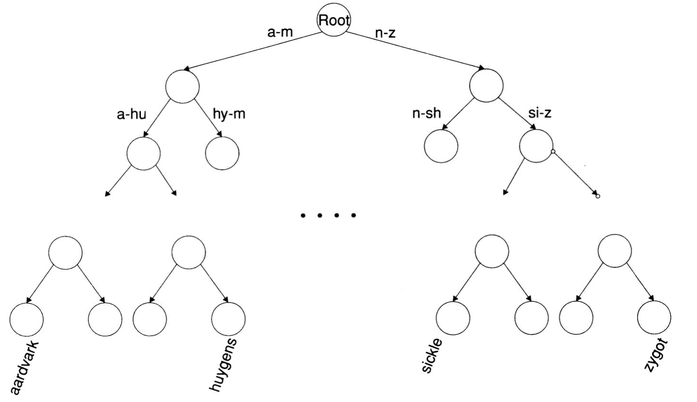 Root
a-m
n-z
a-hu
hy-m
n-sh
si-z
aardvark
huygens
sickle
zygot